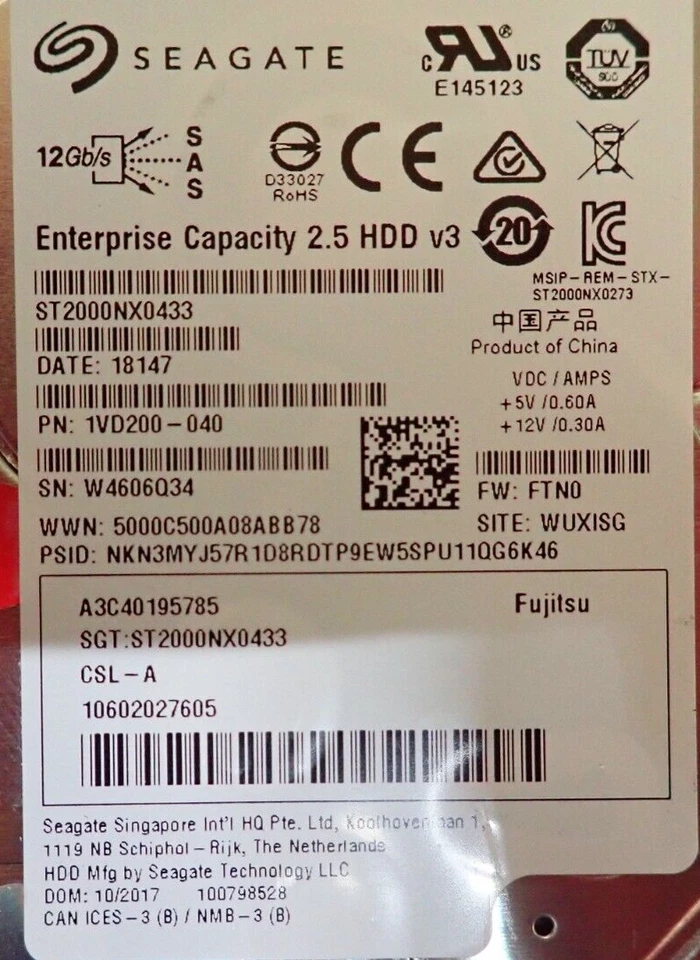 SEAGATE
c RU ® US
E145123
TÜV
SÜD
12Gb/s SAS
D33027
RoHS
CE
Enterprise Capacity 2.5 HDD v3
20
MSIP-REM-STX-
ST2000NX0273
ST2000NX0433
中国产品
Product of China
DATE: 18147
VDC / AMPS
+5V /0.60A
+12V /0.30A
PN: 1VD200-040
SN: W4606Q34
FW: FTN0
WWN: 5000C500A08ABB78
SITE: WUXISG
PSID: NKN3MYJ57R1D8RDTP9EW5SPU11QG6K46
A3C40195785 Fujitsu
SGT:ST2000NX0433
CSL-A
10602027605
Seagate Singapore Int'l HQ Pte. Ltd, Koolhovenlaan 1,
1119 NB Schiphol-Rijk, The Netherlands
HDD Mfg by Seagate Technology LLC
DOM: 10/2017 100798528
CAN ICES-3 (B) / NMB-3 (B)